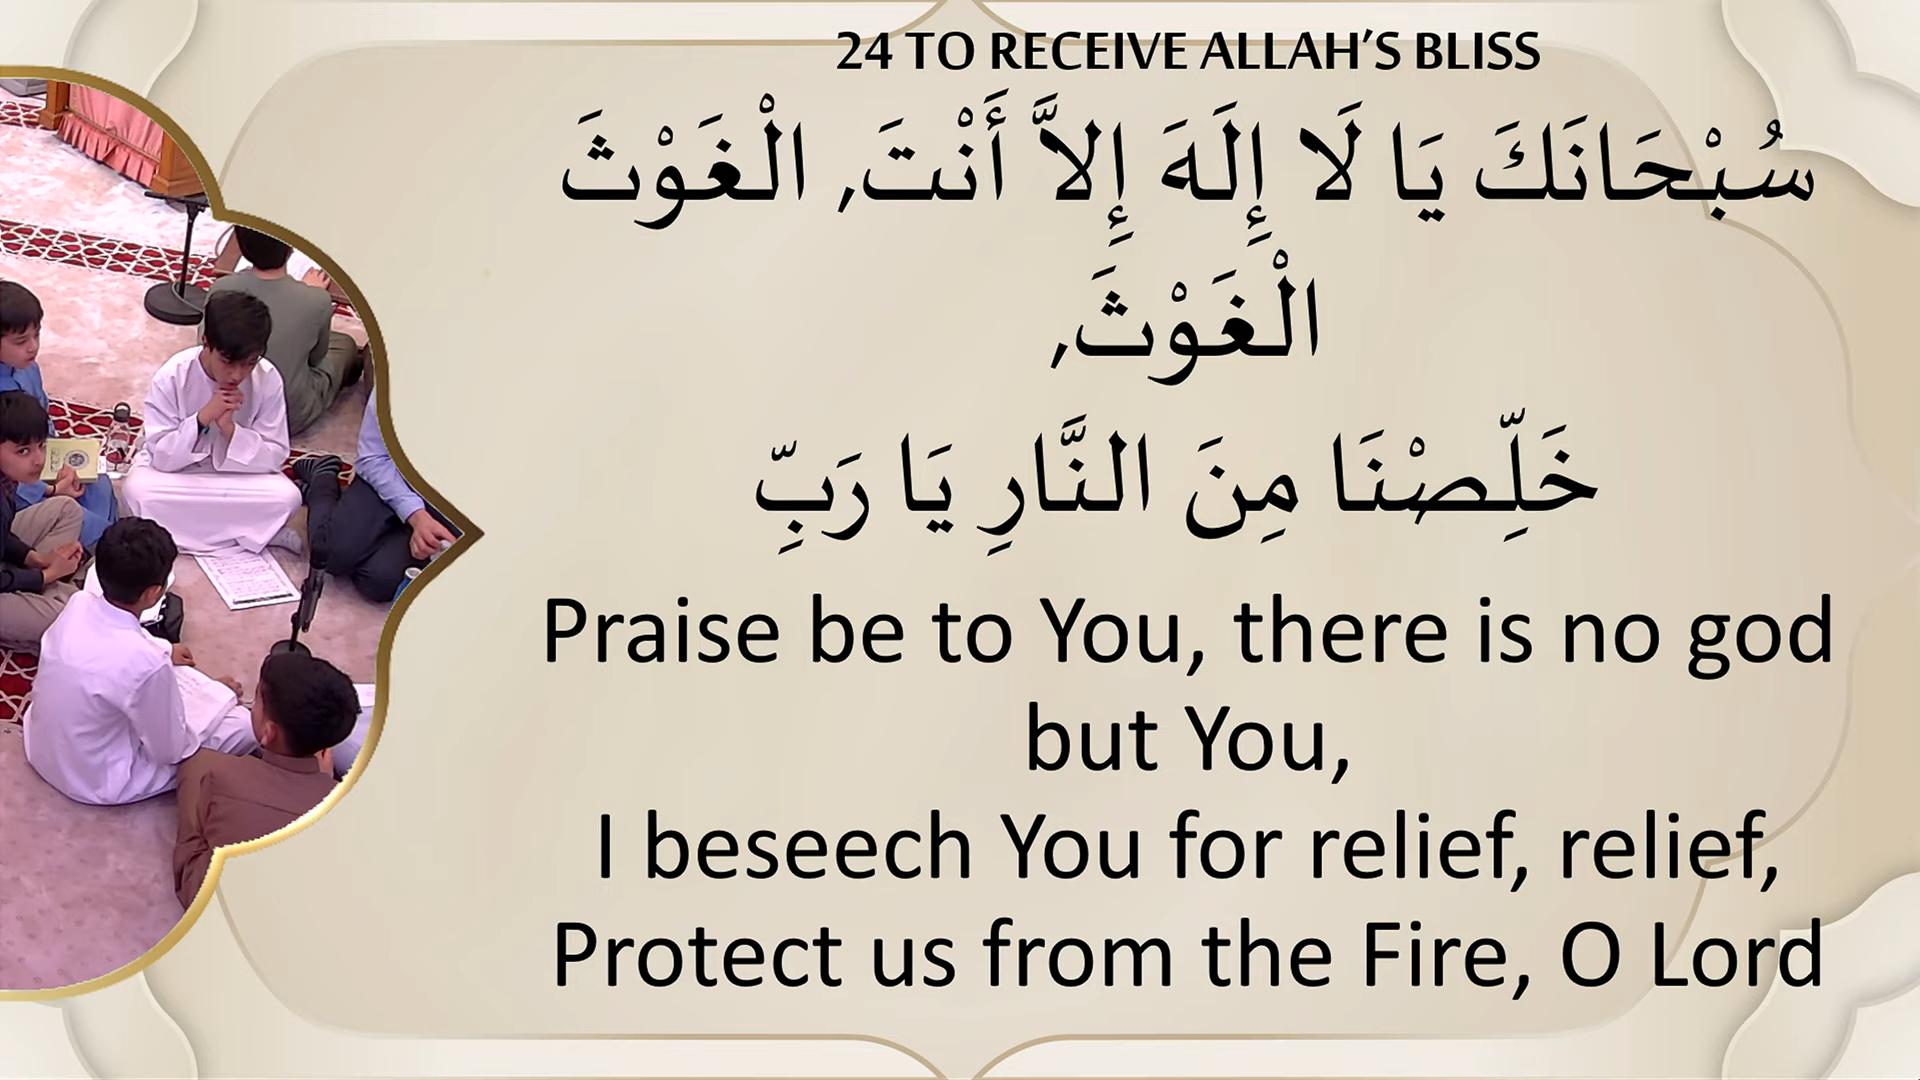 24 TO RECEIVE ALLAH’S BLISS
سُبْحَانَكَ يَا لَا إِلَهَ إِلاَّ أَنْتَ, الْغَوْثَ
الْغَوْثَ,
خَلِّصْنَا مِنَ النَّارِ يَا رَبِّ
Praise be to You, there is no god
but You,
I beseech You for relief, relief,
Protect us from the Fire, O Lord